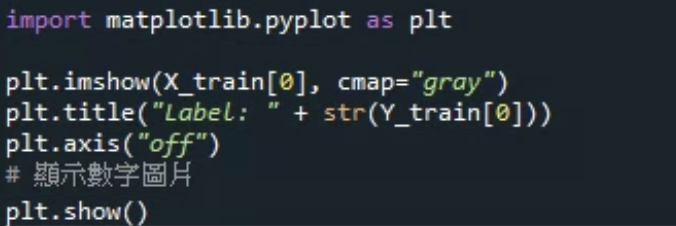 import matplotlib.pyplot as plt
plt.imshow(X_train[0], cmap="gray")
plt.title("Label: " + str(Y_train[0]))
plt.axis("off")
# 顯示數字圖片
plt.show()